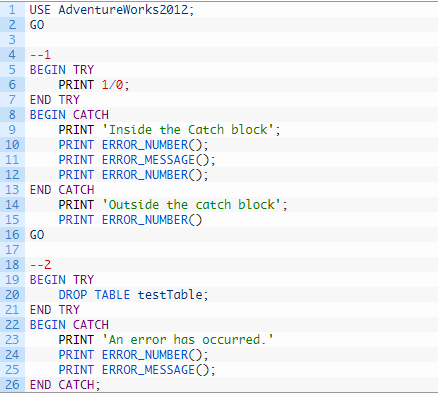 1 USE AdventureWorks2012;
2 GO
3
4 --1
5 BEGIN TRY
6     PRINT 1/0;
7 END TRY
8 BEGIN CATCH
9     PRINT 'Inside the Catch block';
10     PRINT ERROR_NUMBER();
11     PRINT ERROR_MESSAGE();
12     PRINT ERROR_NUMBER();
13 END CATCH
14     PRINT 'Outside the catch block';
15     PRINT ERROR_NUMBER()
16 GO
17
18 --2
19 BEGIN TRY
20     DROP TABLE testTable;
21 END TRY
22 BEGIN CATCH
23     PRINT 'An error has occurred.'
24     PRINT ERROR_NUMBER();
25     PRINT ERROR_MESSAGE();
26 END CATCH;